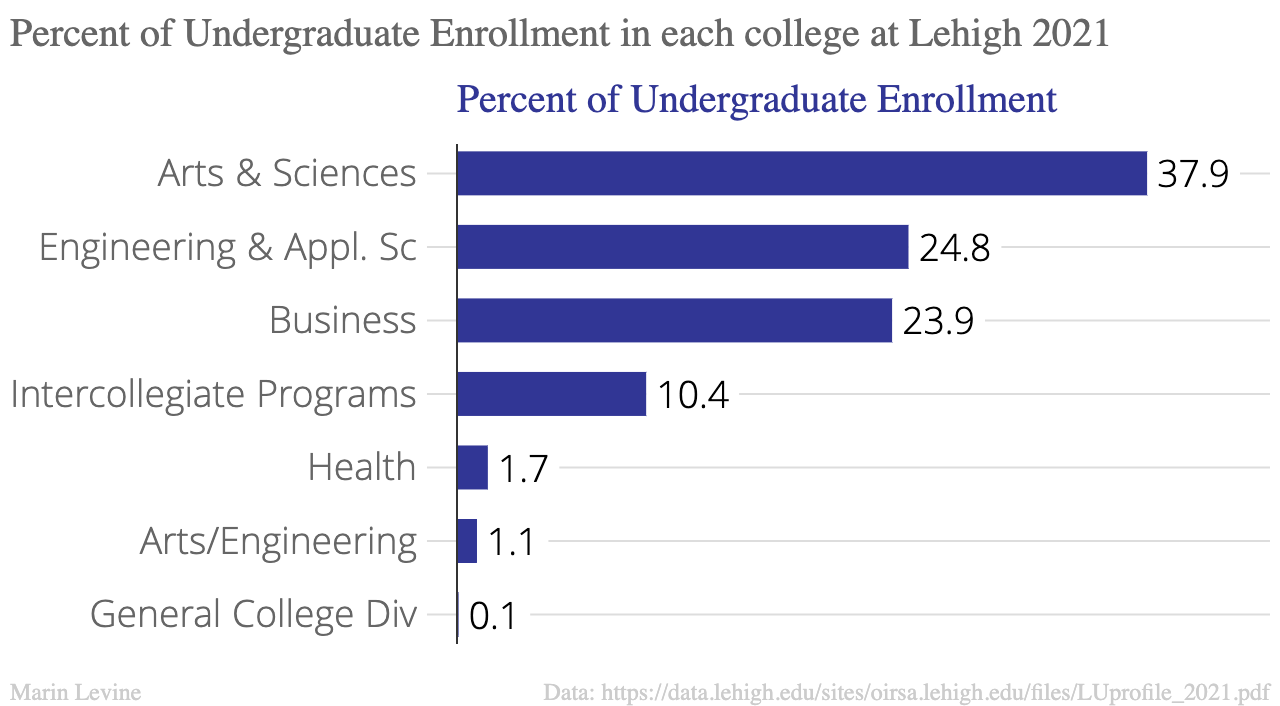 Percent of Undergraduate Enrollment in each college at Lehigh 2021
Percent of Undergraduate Enrollment
Arts & Sciences 37.9
Engineering & Appl. Sc 24.8
Business 23.9
Intercollegiate Programs 10.4
Health 1.7
Arts/Engineering 1.1
General College Div 0.1
Marin Levine Data: https://data.lehigh.edu/sites/oirsa.lehigh.edu/files/LUprofile_2021.pdf